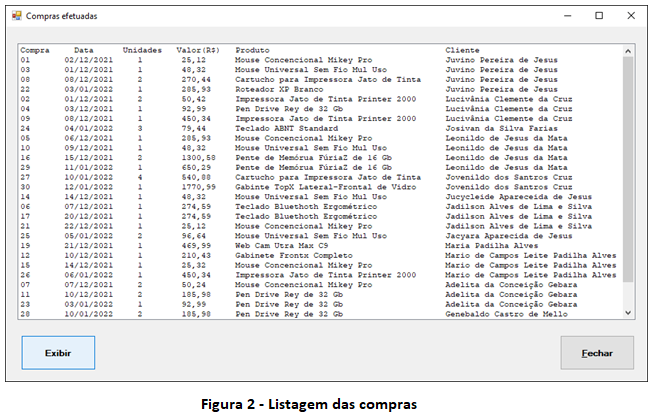 Compras efetuadas
Compra Data Unidades Valor(R$) Produto Cliente
01 02/12/2021 1 25,12 Mouse Concencional Mikey Pro Juvino Pereira de Jesus
03 01/12/2021 1 48,32 Mouse Universal Sem Fio Mul Uso Juvino Pereira de Jesus
08 08/12/2021 2 270,44 Cartucho para Impressora Jato de Tinta Juvino Pereira de Jesus
22 03/01/2022 1 285,93 Roteador XP Branco Juvino Pereira de Jesus
02 01/12/2021 2 50,42 Impressora Jato de Tinta Printer 2000 Lucivânia Clemente da Cruz
04 03/12/2021 1 92,99 Pen Drive Rey de 32 Gb Lucivânia Clemente da Cruz
09 08/12/2021 1 450,34 Impressora Jato de Tinta Printer 2000 Lucivânia Clemente da Cruz
24 04/01/2022 3 79,44 Teclado ABNT Standard Josivan da Silva Farias
05 06/12/2021 1 285,93 Mouse Concencional Mikey Pro Leonildo de Jesus da Mata
10 09/12/2021 1 48,32 Mouse Universal Sem Fio Mul Uso Leonildo de Jesus da Mata
16 15/12/2021 2 1300,58 Pente de Memórua FúriaZ de 16 Gb Leonildo de Jesus da Mata
29 11/01/2022 1 650,29 Pente de Memórua FúriaZ de 16 Gb Leonildo de Jesus da Mata
27 10/01/2022 4 540,88 Cartucho para Impressora Jato de Tinta Jovenildo dos Santros Cruz
30 12/01/2022 1 1770,99 Gabinte TopX Lateral-Frontal de Vidro Jovenildo dos Santros Cruz
14 14/12/2021 1 48,32 Mouse Universal Sem Fio Mul Uso Jucycleide Apareceida de Jesus
06 07/12/2021 1 274,59 Teclado Bluethoth Ergométrico Jadilson Alves de Lima e Silva
17 20/12/2021 1 274,59 Teclado Bluethoth Ergométrico Jadilson Alves de Lima e Silva
21 22/12/2021 1 25,12 Mouse Concencional Mikey Pro Jadilson Alves de Lima e Silva
25 05/01/2022 2 96,64 Mouse Universal Sem Fio Mul Uso Jacyara Aparecida de Jesus
19 21/12/2021 1 469,99 Web Cam Utra Max C9 Maria Padilha Alves
12 10/12/2021 1 210,43 Gabinete Frontx Completo Mario de Campos Leite Padilha Alves
15 14/12/2021 1 25,32 Mouse Concencional Mikey Pro Mario de Campos Leite Padilha Alves
26 06/01/2022 1 450,34 Impressora Jato de Tinta Printer 2000 Mario de Campos Leite Padilha Alves
07 07/12/2021 2 50,24 Mouse Concencional Mikey Pro Adelita da Conceição Gebara
11 10/12/2021 2 185,98 Pen Drive Rey de 32 Gb Adelita da Conceição Gebara
23 03/01/2022 1 92,99 Pen Drive Rey de 32 Gb Adelita da Conceição Gebara
28 10/01/2022 2 185,98 Pen Drive Rey de 32 Gb Genebaldo Castro de Mello
Exibir Fechar
Figura 2 - Listagem das compras